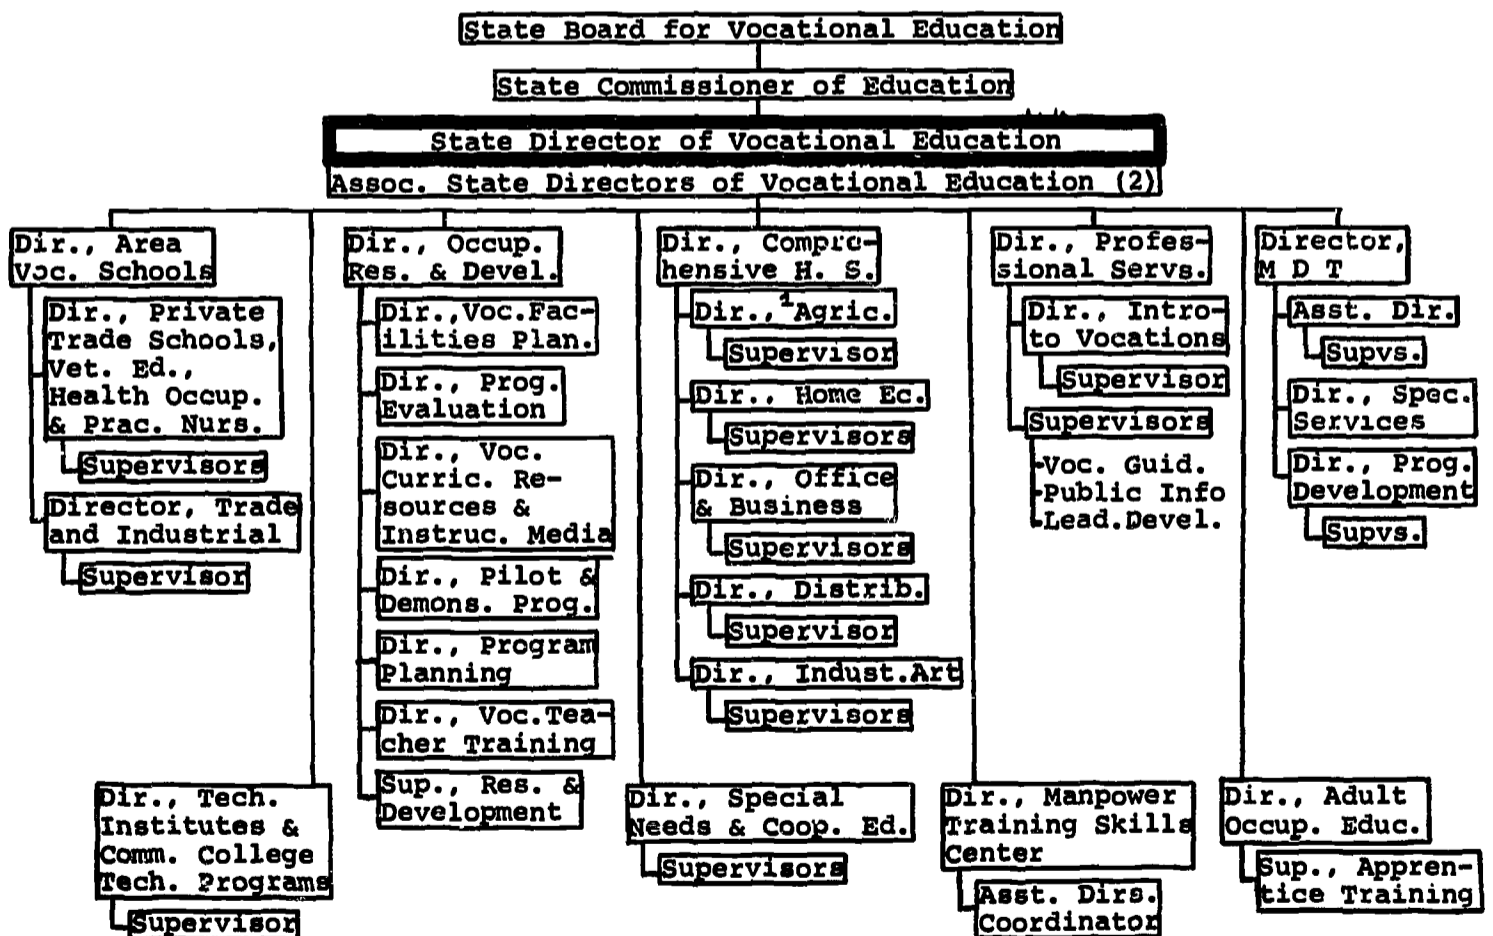 State Board for Vocational Education
State Commissioner of Education
State Director of Vocational Education
Assoc. State Directors of Vocational Education (2)
Dir., Area
Voc. Schools
Dir., Private
Trade Schools,
Vet. Ed.,
Health Occup.
& Prac. Nurs.
Supervisors
Director, Trade
and Industrial
Supervisor
Dir., Tech.
Institutes &
Comm. College
Tech. Programs
Supervisor
Dir., Occup.
Res. & Devel.
Dir.,Voc.Fac-
ilities Plan.
Dir., Prog.
Evaluation
Dir., Voc.
Curric. Re-
sources &
Instruc. Media
Dir., Pilot &
Demons. Prog.
Dir., Program
Planning
Dir., Voc.Tea-
cher Training
Sup., Res. &
Development
Dir., Compre-
hensive H. S.
Dir.,1Agric.
Supervisor
Dir., Home Ec.
Supervisors
Dir., Office
& Business
Supervisors
Dir., Distrib.
Supervisor
Dir., Indust.Art
Supervisors
Dir., Special
Needs & Coop. Ed.
Supervisors
Dir., Profes-
sional Servs.
Dir., Intro-
to Vocations
Supervisor
Supervisors
Voc. Guid.
Public Info
Lead.Devel.
Dir., Manpower
Training Skills
Center
Asst. Dirs.
Coordinator
Director,
M D T
Asst. Dir.
Supvs.
Dir., Spec.
Services
Dir., Prog.
Development
Supvs.
Dir., Adult
Occup. Educ.
Sup., Appren-
tice Training